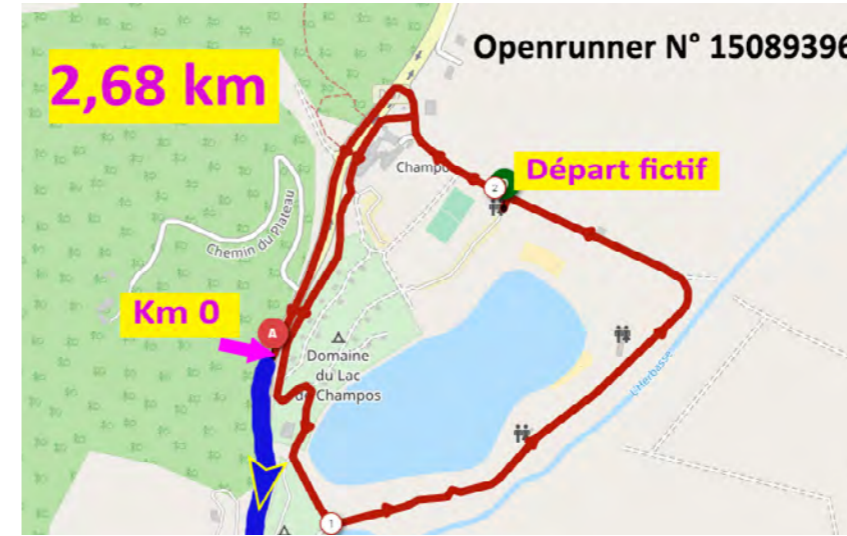 Openrunner N° 15089396
2,68 km
Départ fictif
2
Champo
Chemin du Plateau
Km 0
A
Domaine
du Lac
de Champos
L'Herbasse
1